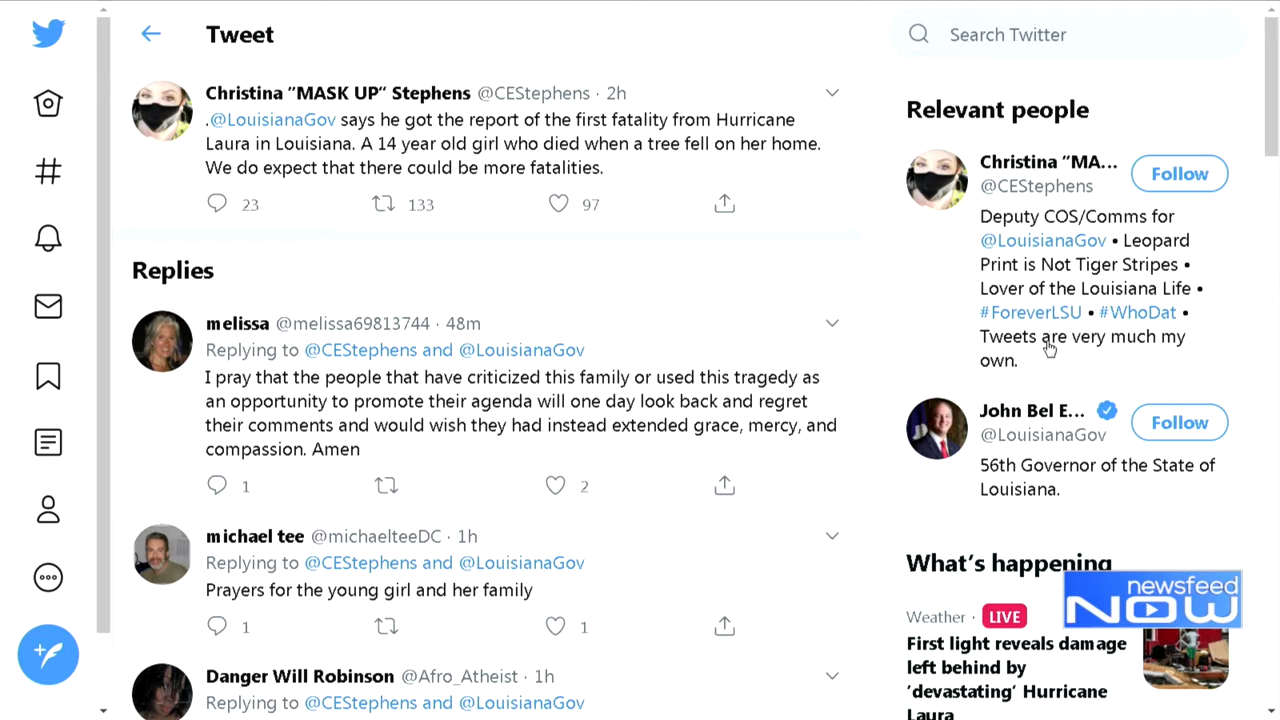 Tweet
Christina "MASK UP" Stephens @CEStephens · 2h
.@LouisianaGov says he got the report of the first fatality from Hurricane
Laura in Louisiana. A 14 year old girl who died when a tree fell on her home.
We do expect that there could be more fatalities.
23 133 97
Replies
melissa @melissa69813744 · 48m
Replying to @CEStephens and @LouisianaGov
I pray that the people that have criticized this family or used this tragedy as
an opportunity to promote their agenda will one day look back and regret
their comments and would wish they had instead extended grace, mercy, and
compassion. Amen
1 2
michael tee @michaelteeDC · 1h
Replying to @CEStephens and @LouisianaGov
Prayers for the young girl and her family
1 1
Danger Will Robinson @Afro_Atheist · 1h
Replying to @CEStephens and @LouisianaGov
Search Twitter
Relevant people
Christina "MA...
Follow
@CEStephens
Deputy COS/Comms for
@LouisianaGov • Leopard
Print is Not Tiger Stripes •
Lover of the Louisiana Life •
#ForeverLSU • #WhoDat •
Tweets are very much my
own.
John Bel E...
Follow
@LouisianaGov
56th Governor of the State of
Louisiana.
What's happening
newsfeed
NOW
Weather · LIVE
First light reveals damage
left behind by
'devastating' Hurricane
Laura